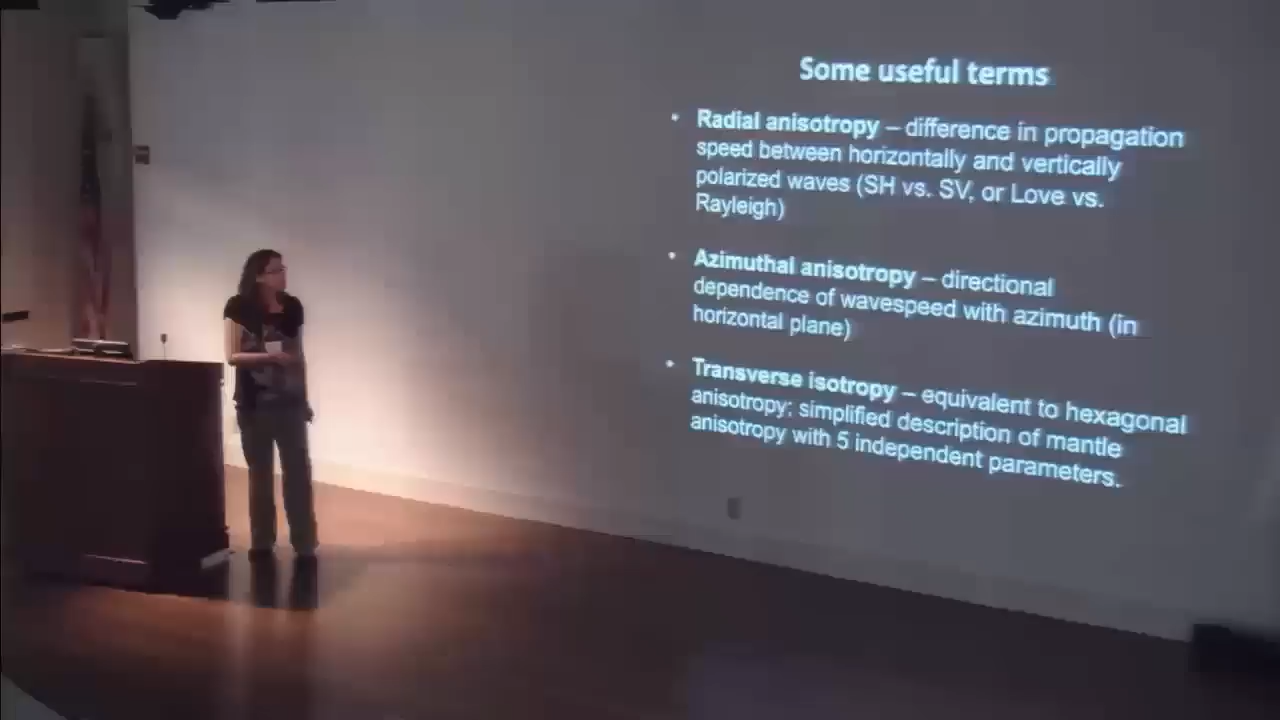 Some useful terms
• Radial anisotropy – difference in propagation
speed between horizontally and vertically
polarized waves (SH vs. SV, or Love vs.
Rayleigh)
• Azimuthal anisotropy – directional
dependence of wavespeed with azimuth (in
horizontal plane)
• Transverse isotropy – equivalent to hexagonal
anisotropy; simplified description of mantle
anisotropy with 5 independent parameters.